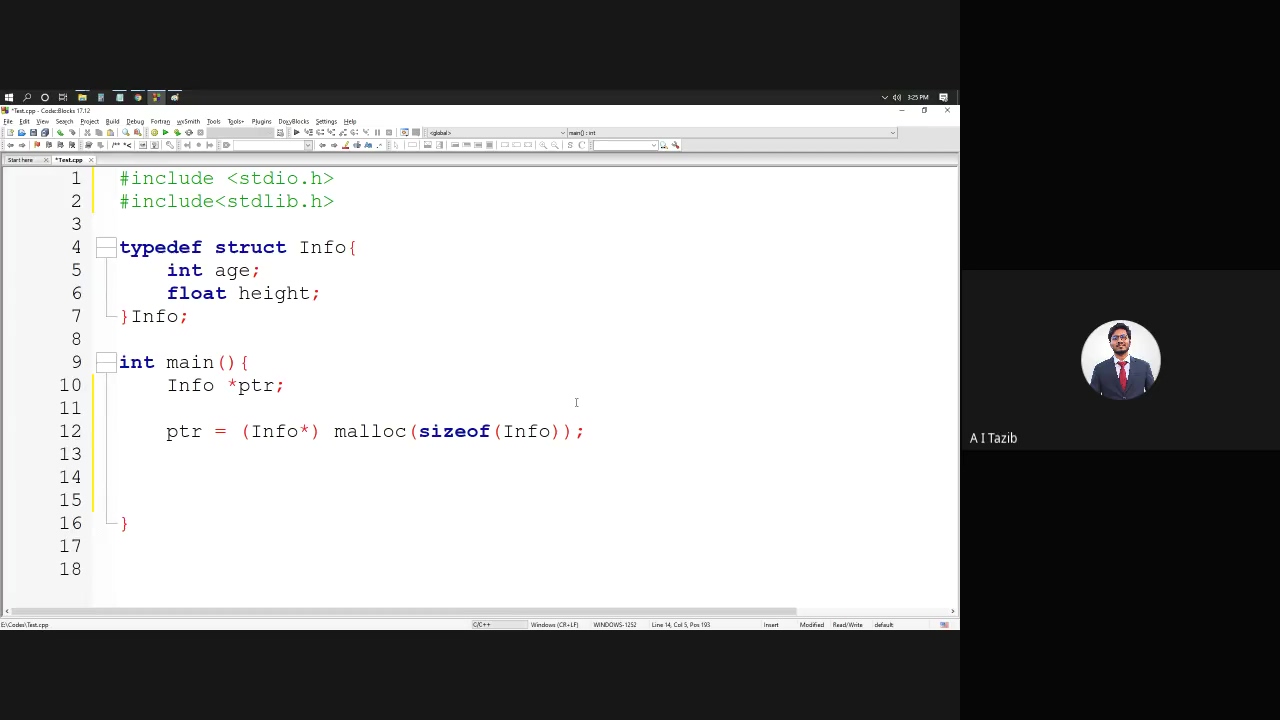 3:25 PM
*Test.cpp - Code::Blocks 17.12
File Edit View Search Project Build Debug Fortran wxSmith Tools Tools+ Plugins DoxyBlocks Settings Help
<global> main() : int
Start here *Test.cpp
1 #include <stdio.h>
2 #include<stdlib.h>
3
4 typedef struct Info{
5 int age;
6 float height;
7 }Info;
8
9 int main(){
10 Info *ptr;
11
12 ptr = (Info*) malloc(sizeof(Info));
13
14
15
16 }
17
18
A I Tazib
E:\Codes\Test.cpp C/C++ Windows (CR+LF) WINDOWS-1252 Line 14, Col 5, Pos 193 Insert Modified Read/Write default